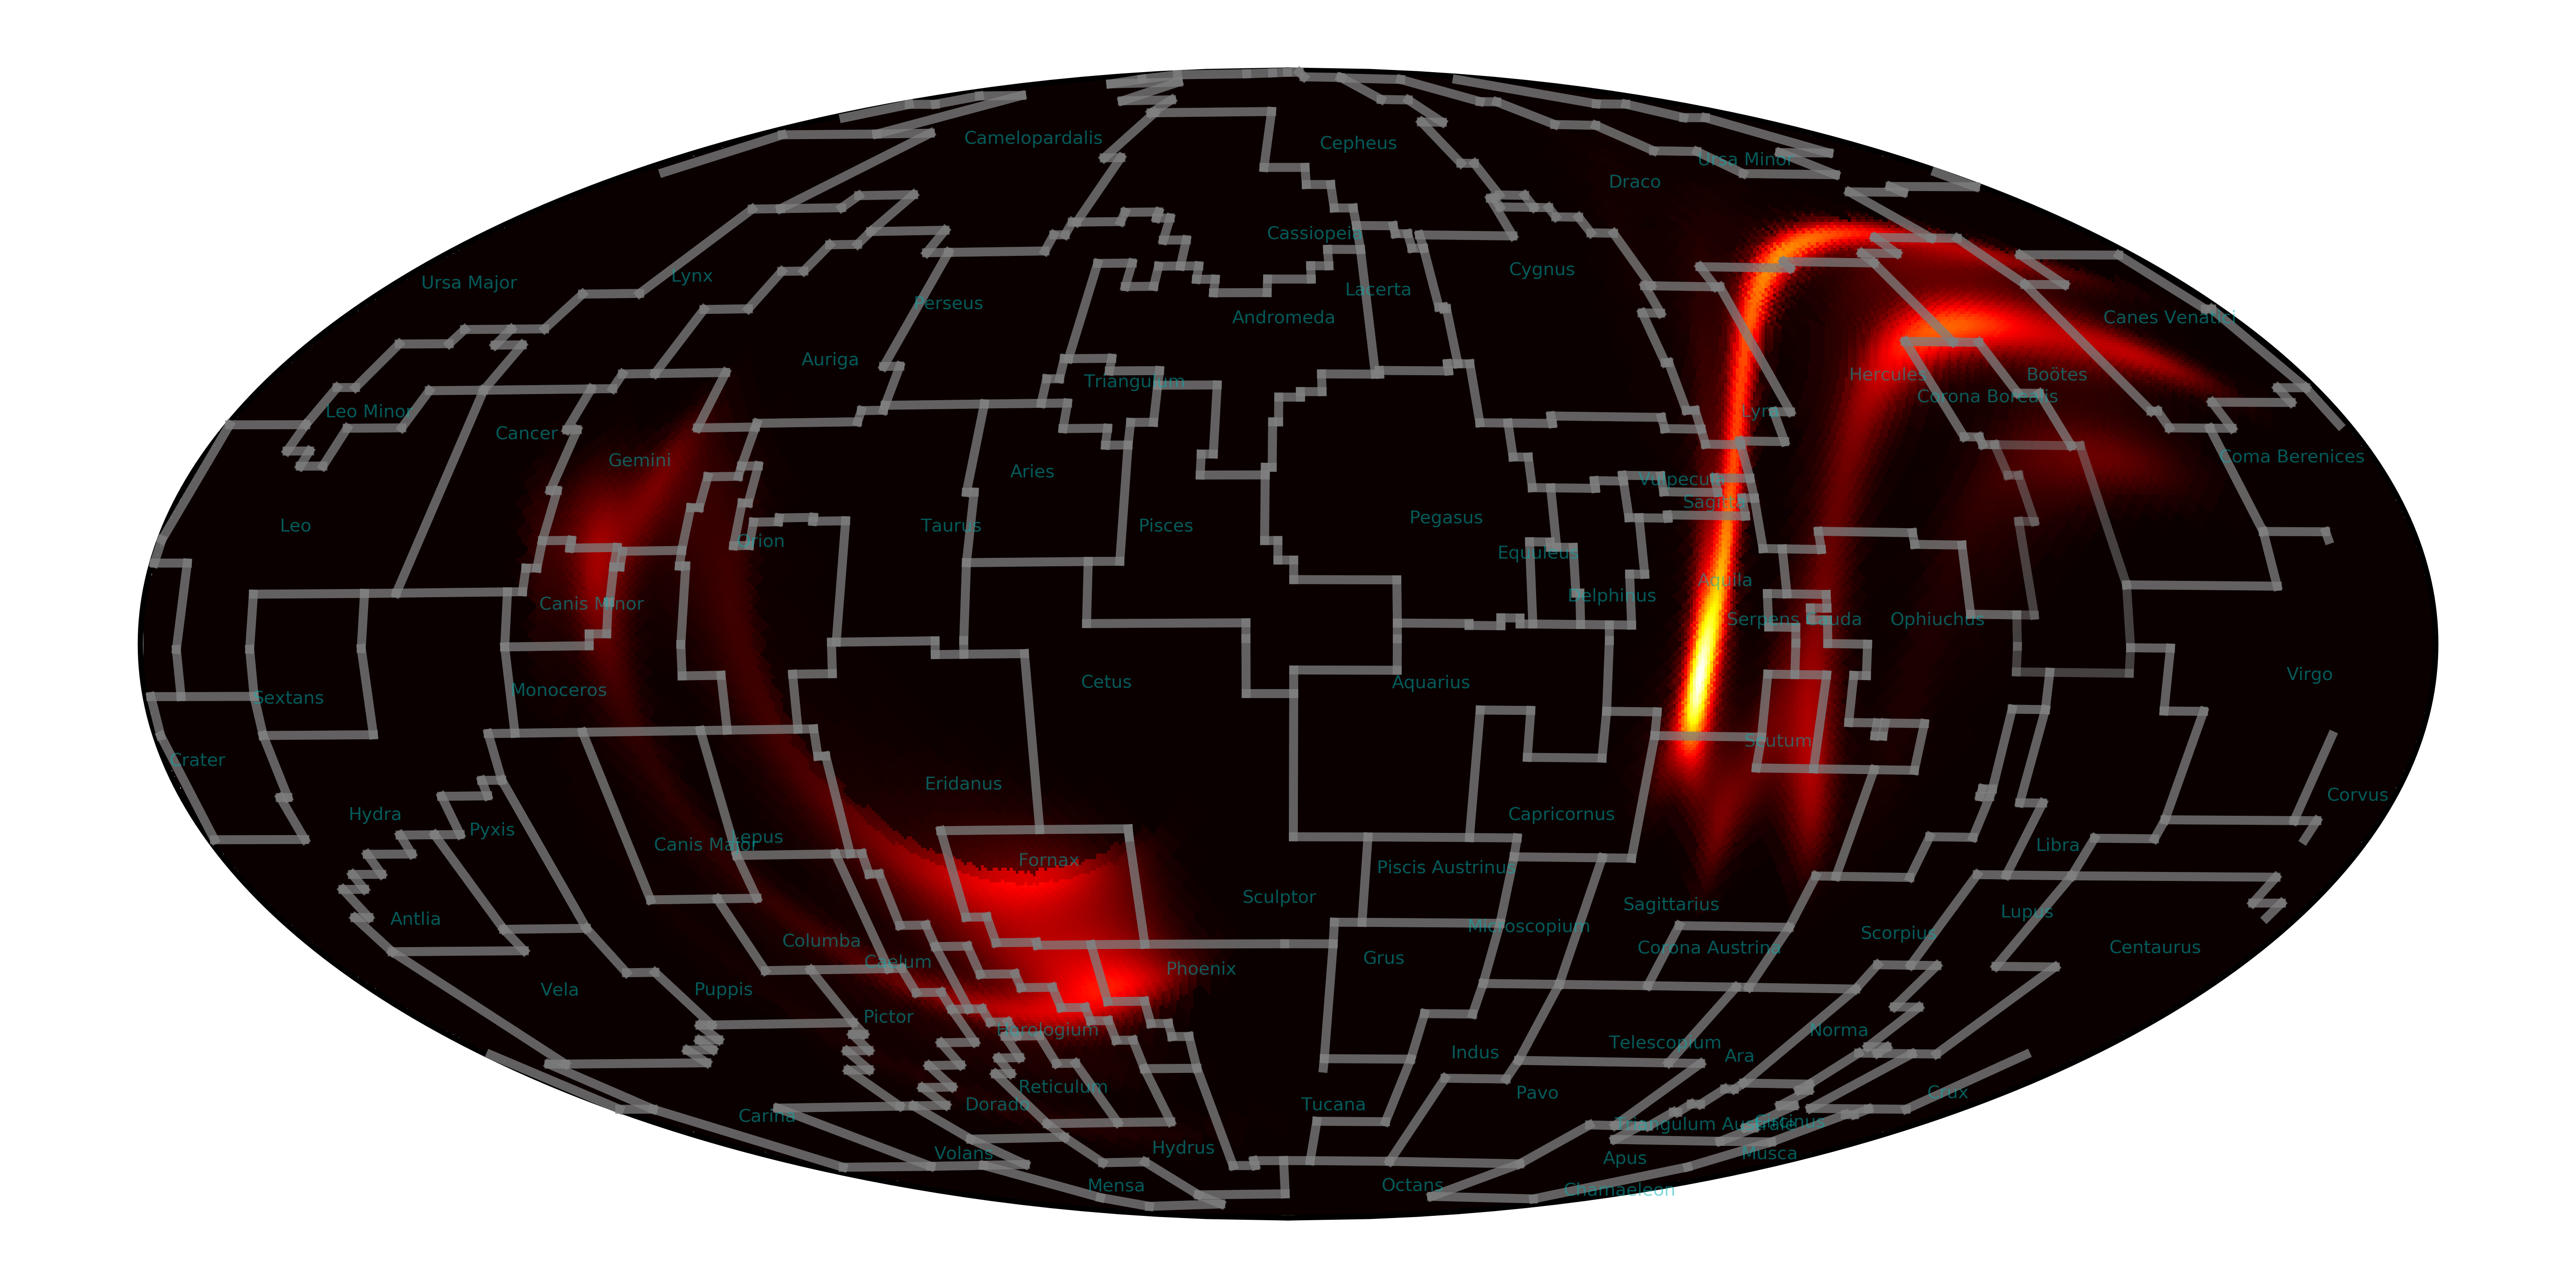 Camelopardalis
Cepheus
Ursa Minor
Draco
Cassiopeia
Cygnus
Lynx
Ursa Major
Lacerta
Perseus
Andromeda
Canes Venatici
Auriga
Hercules
Boötes
Triangulum
Corona Borealis
Leo Minor
Lyra
Cancer
Coma Berenices
Gemini
Aries
Vulpecula
Sagitta
Pegasus
Leo
Taurus
Pisces
Orion
Equuleus
Aquila
Delphinus
Canis Minor
Serpens Cauda
Ophiuchus
Virgo
Cetus
Aquarius
Monoceros
Sextans
Scutum
Crater
Eridanus
Corvus
Hydra
Capricornus
Pyxis
Lepus
Canis Major
Libra
Fornax
Piscis Austrinus
Sculptor
Sagittarius
Lupus
Antlia
Microscopium
Scorpius
Columba
Corona Austrina
Centaurus
Grus
Caelum
Phoenix
Vela
Puppis
Pictor
Horologium
Norma
Telescopium
Indus
Ara
Reticulum
Pavo
Crux
Dorado
Tucana
Carina
Circinus
Triangulum Australe
Hydrus
Volans
Musca
Apus
Mensa
Octans
Chamaeleon